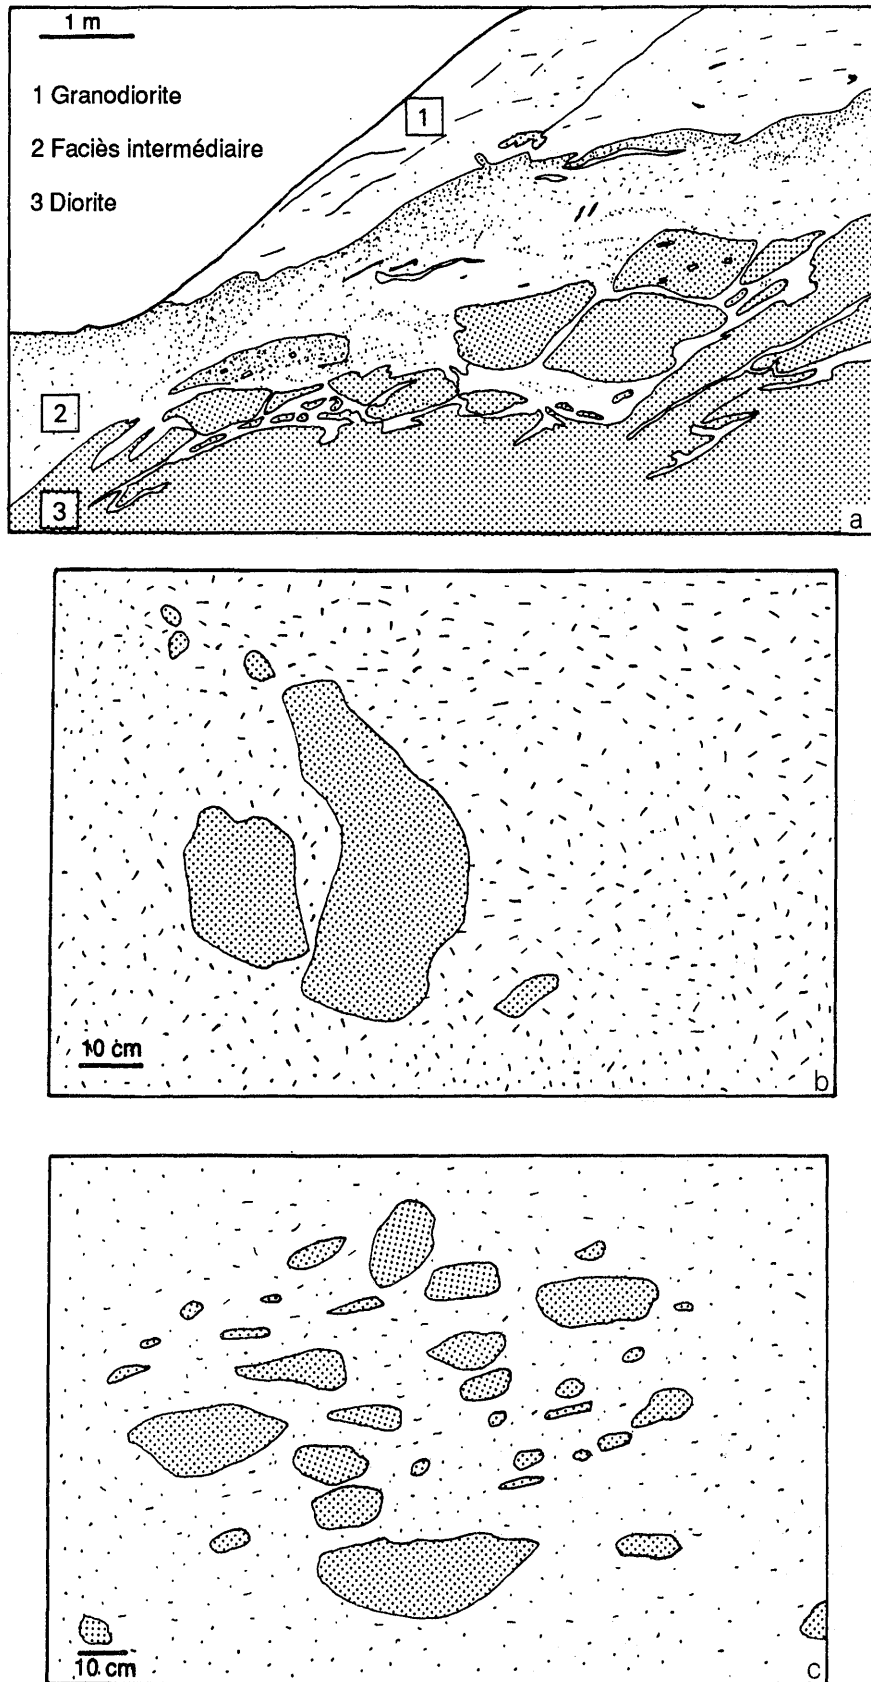 1 m
1 Granodiorite
2 Faciès intermédiaire
3 Diorite
1
2
3
a
10 cm
b
10 cm
c